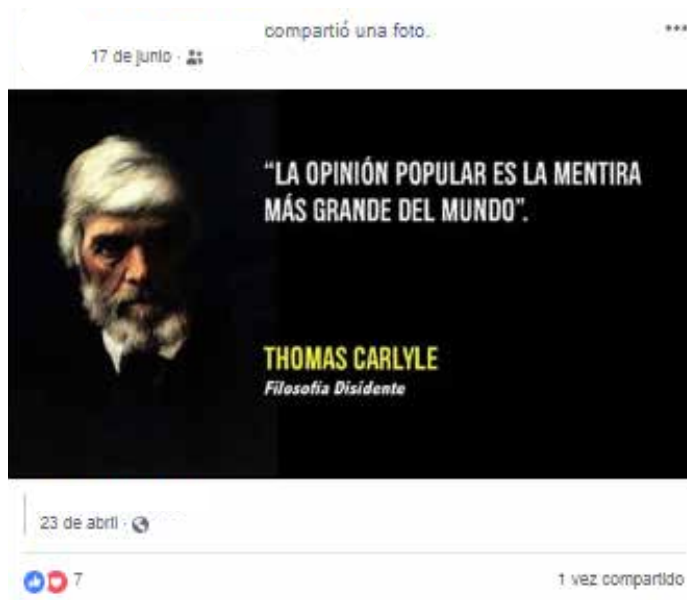 compartió una foto.
17 de junio ·
“LA OPINIÓN POPULAR ES LA MENTIRA
MÁS GRANDE DEL MUNDO”.
THOMAS CARLYLE
Filosofía Disidente
23 de abril ·
7
1 vez compartido